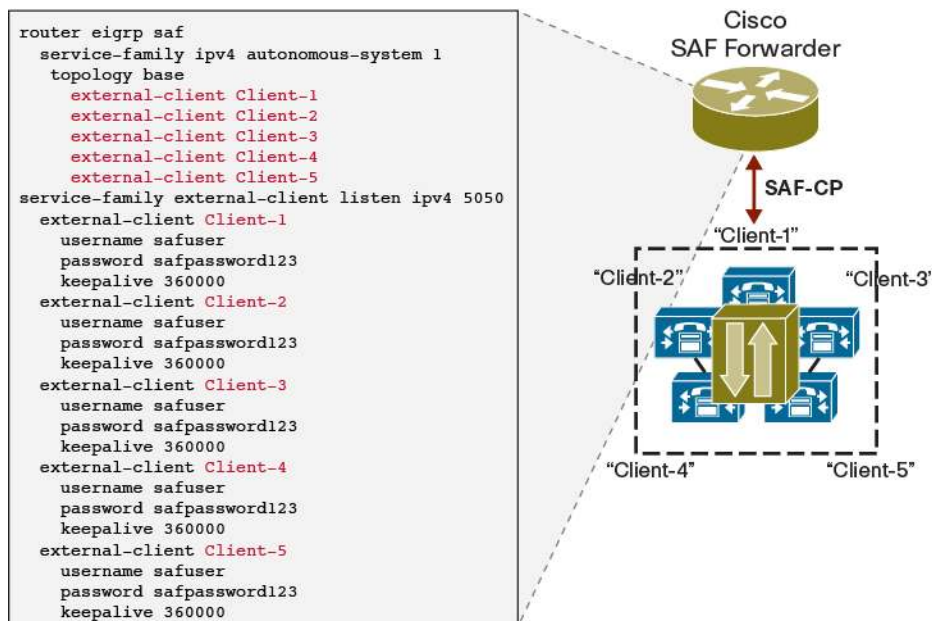 router eigrp saf
service-family ipv4 autonomous-system 1
topology base
external-client Client-1
external-client Client-2
external-client Client-3
external-client Client-4
external-client Client-5
service-family external-client listen ipv4 5050
external-client Client-1
username safuser
password safpassword123
keepalive 360000
external-client Client-2
username safuser
password safpassword123
keepalive 360000
external-client Client-3
username safuser
password safpassword123
keepalive 360000
external-client Client-4
username safuser
password safpassword123
keepalive 360000
external-client Client-5
username safuser
password safpassword123
keepalive 360000
Cisco
SAF Forwarder
SAF-CP
“Client-1”
“Client-2”
“Client-3’
“Client-4”
“Client-5”